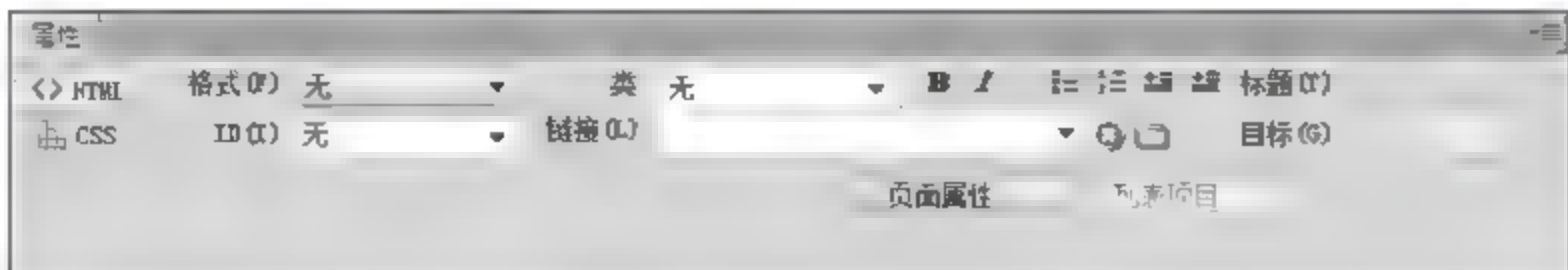 属性
<> HTML 格式(F) 无 类 无 B I 标题(T)
CSS ID(I) 无 链接(L) 目标(G)
页面属性 列表项目